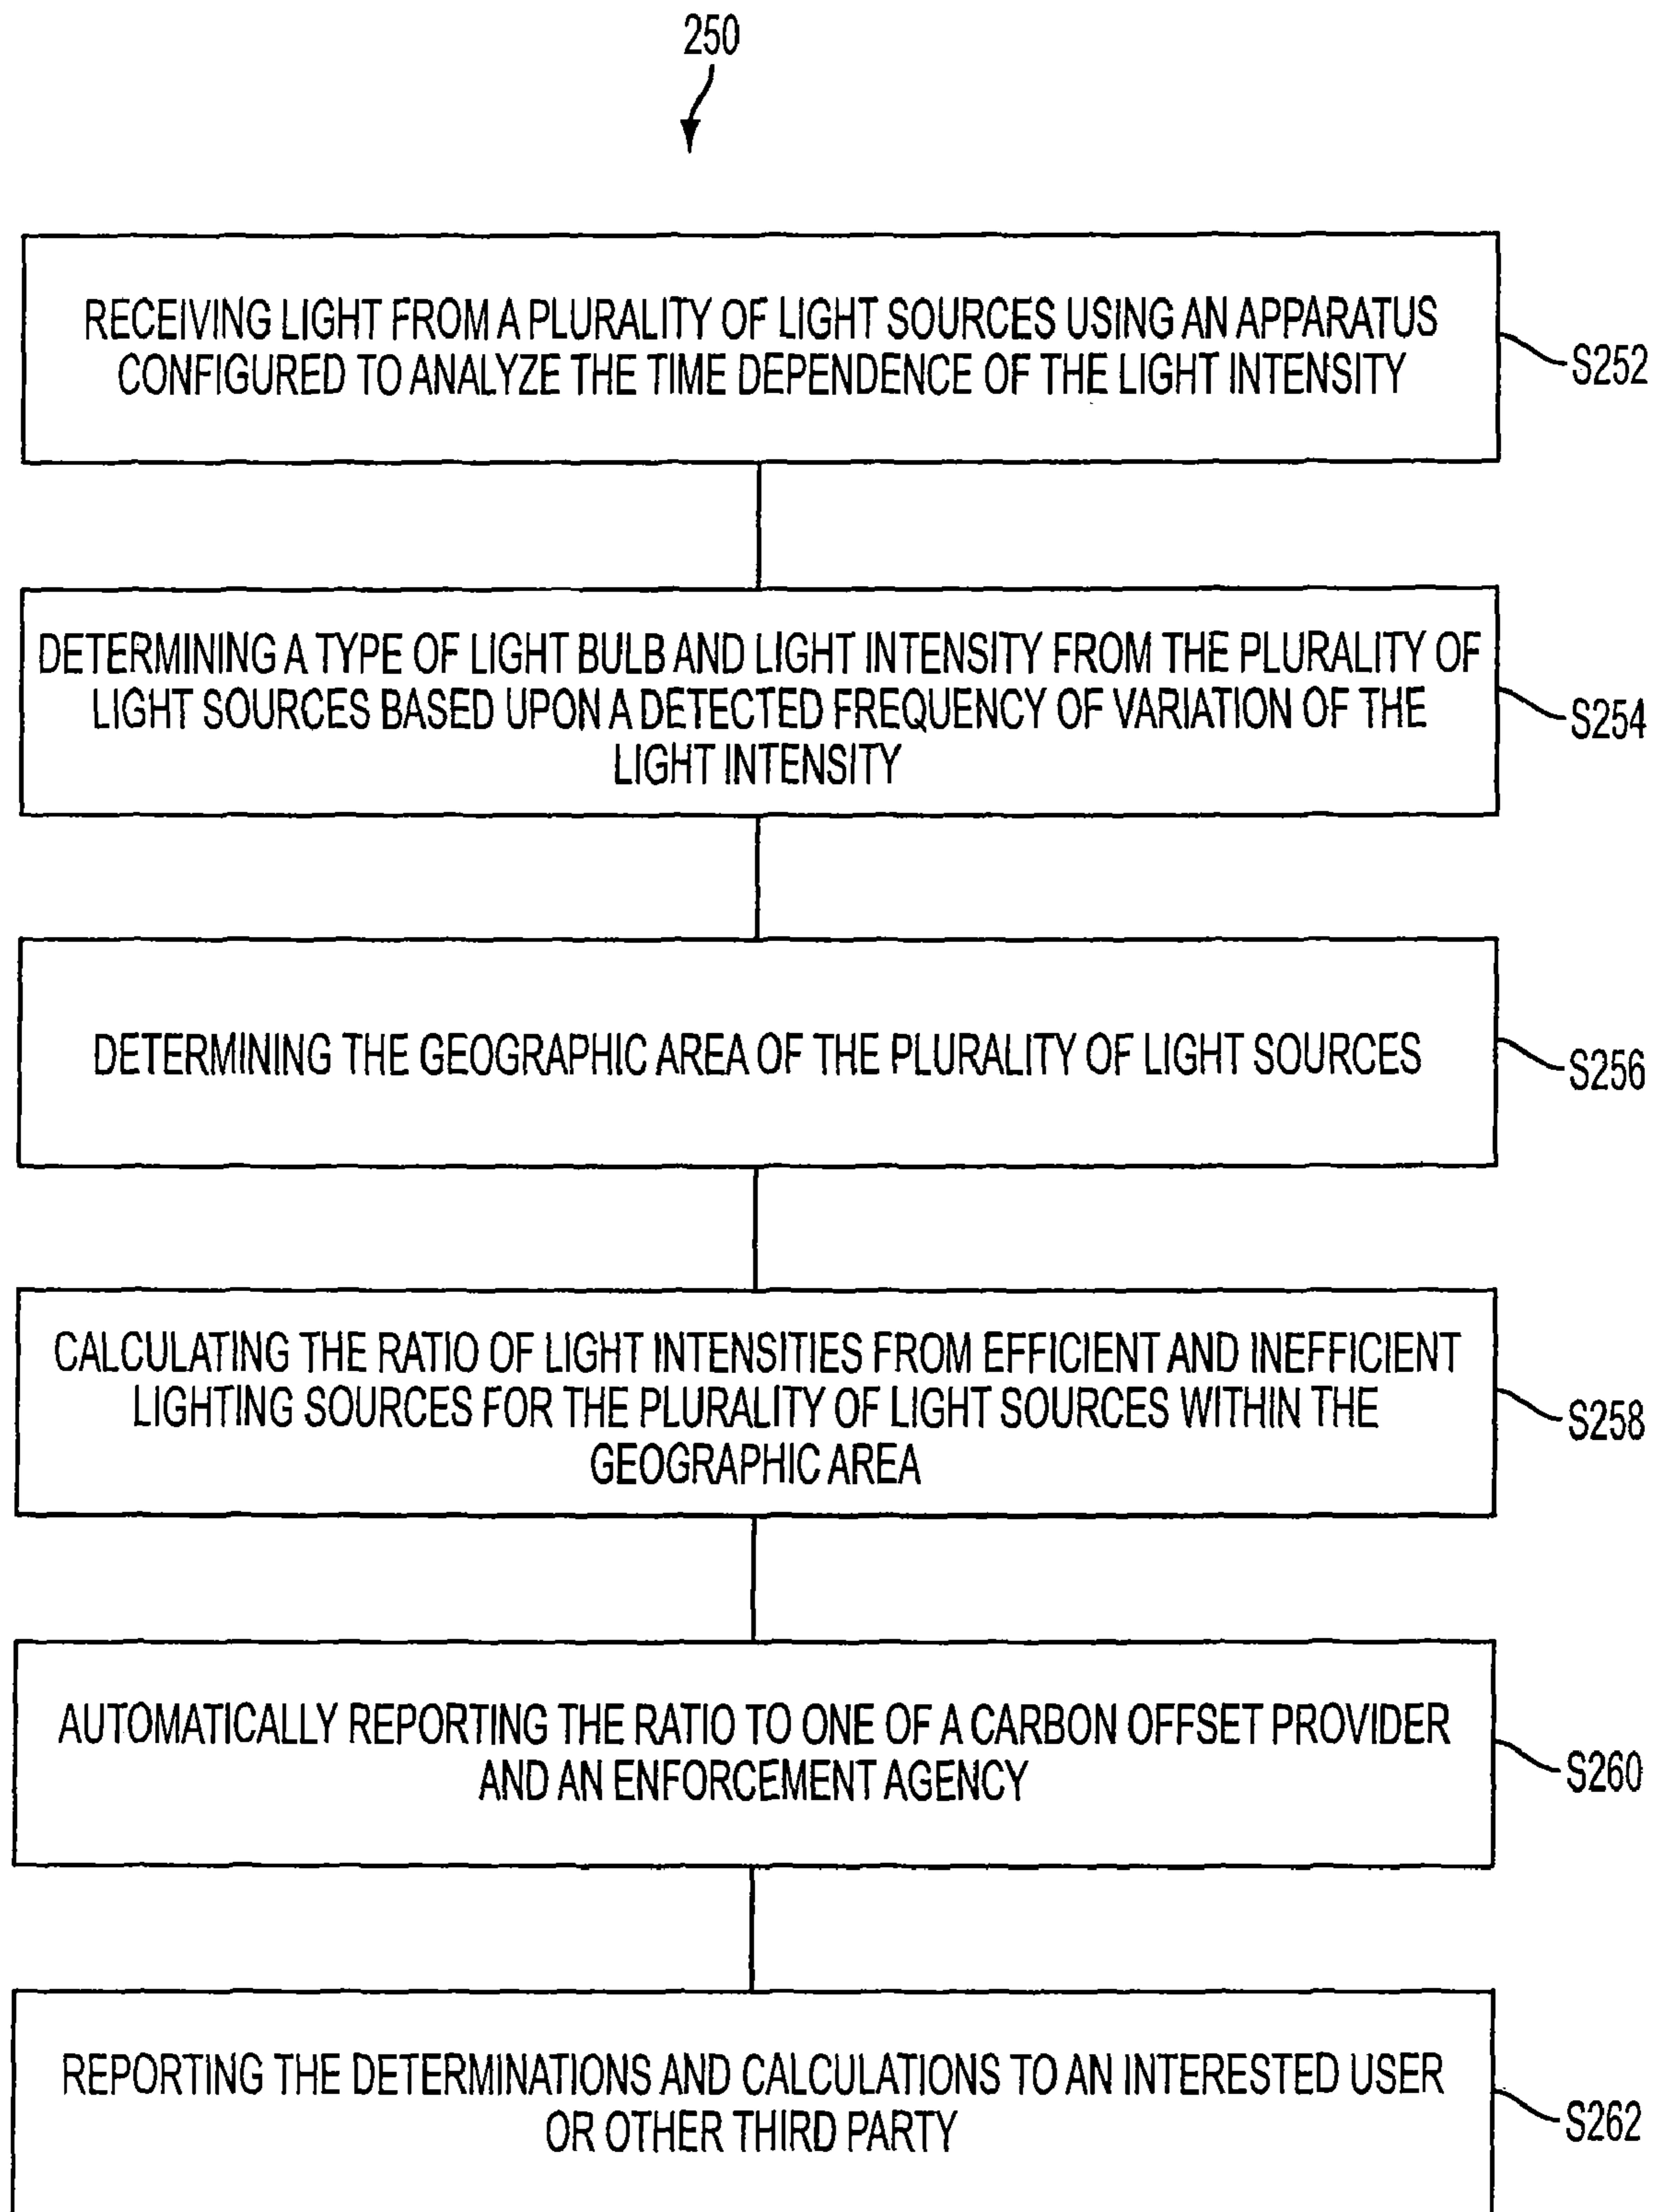 250
RECEIVING LIGHT FROM A PLURALITY OF LIGHT SOURCES USING AN APPARATUS
CONFIGURED TO ANALYZE THE TIME DEPENDENCE OF THE LIGHT INTENSITY
S252
DETERMINING A TYPE OF LIGHT BULB AND LIGHT INTENSITY FROM THE PLURALITY OF
LIGHT SOURCES BASED UPON A DETECTED FREQUENCY OF VARIATION OF THE
LIGHT INTENSITY
S254
DETERMINING THE GEOGRAPHIC AREA OF THE PLURALITY OF LIGHT SOURCES
S256
CALCULATING THE RATIO OF LIGHT INTENSITIES FROM EFFICIENT AND INEFFICIENT
LIGHTING SOURCES FOR THE PLURALITY OF LIGHT SOURCES WITHIN THE
GEOGRAPHIC AREA
S258
AUTOMATICALLY REPORTING THE RATIO TO ONE OF A CARBON OFFSET PROVIDER
AND AN ENFORCEMENT AGENCY
S260
REPORTING THE DETERMINATIONS AND CALCULATIONS TO AN INTERESTED USER
OR OTHER THIRD PARTY
S262